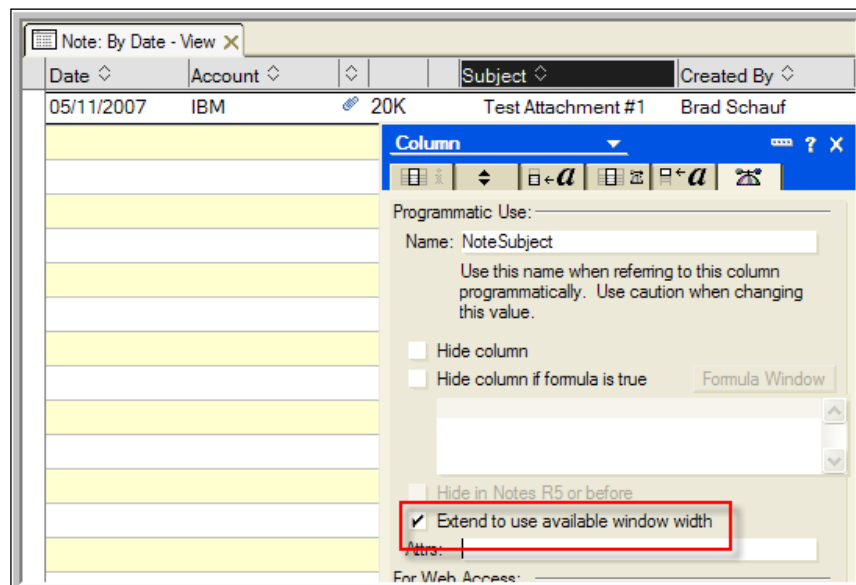 Note: By Date - View
Date Account Subject Created By
05/11/2007 IBM 20K Test Attachment #1 Brad Schauf
Column ?
Programmatic Use:
Name: NoteSubject
Use this name when referring to this column
programmatically. Use caution when changing
this value.
Hide column
Hide column if formula is true Formula Window
Hide in Notes R5 or before
Extend to use available window width
Attrs:
For Web Access: